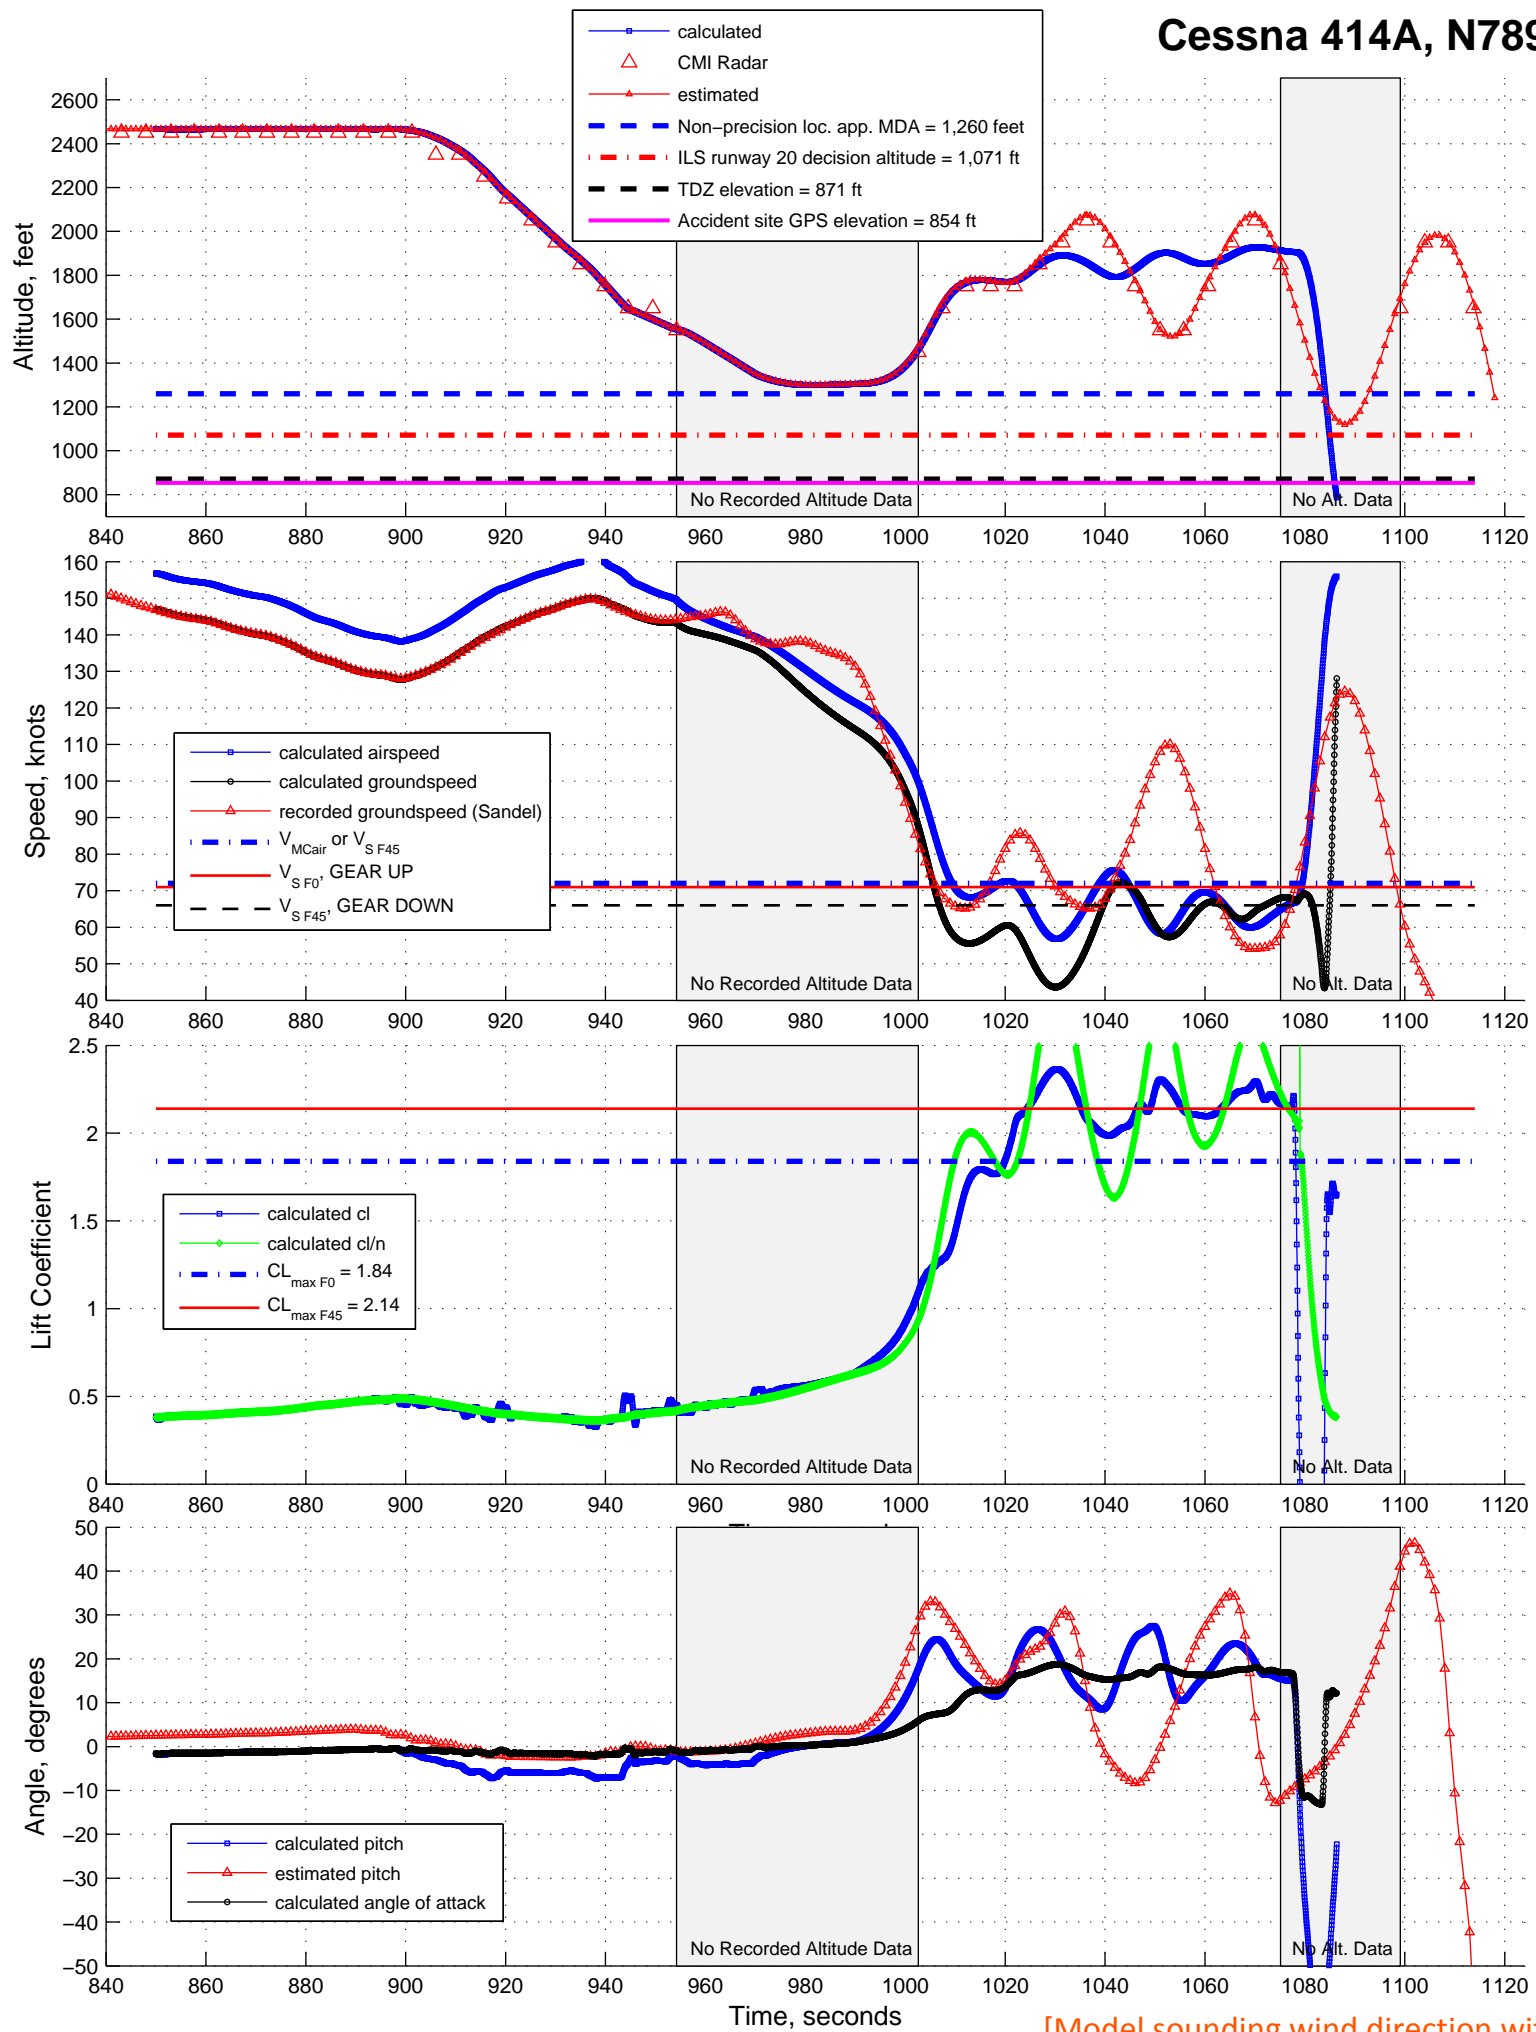 Cessna 414A, N789
calculated
CMI Radar
estimated
Non−precision loc. app. MDA = 1,260 feet
ILS runway 20 decision altitude = 1,071 ft
TDZ elevation = 871 ft
Accident site GPS elevation = 854 ft
Altitude, feet
2600
2400
2200
2000
1800
1600
1400
1200
1000
800
No Recorded Altitude Data
No Alt. Data
840 860 880 900 920 940 960 980 1000 1020 1040 1060 1080 1100 1120
Speed, knots
160
150
140
130
120
110
100
90
80
70
60
50
40
calculated airspeed
calculated groundspeed
recorded groundspeed (Sandel)
V MCair or V S F45
V S F0, GEAR UP
V S F45, GEAR DOWN
No Recorded Altitude Data
No Alt. Data
840 860 880 900 920 940 960 980 1000 1020 1040 1060 1080 1100 1120
Lift Coefficient
2.5
2
1.5
1
0.5
0
calculated cl
calculated cl/n
CL max F0 = 1.84
CL max F45 = 2.14
No Recorded Altitude Data
No Alt. Data
840 860 880 900 920 940 960 980 1000 1020 1040 1060 1080 1100 1120
Angle, degrees
50
40
30
20
10
0
−10
−20
−30
−40
−50
calculated pitch
estimated pitch
calculated angle of attack
No Recorded Altitude Data
No Alt. Data
840 860 880 900 920 940 960 980 1000 1020 1040 1060 1080 1100 1120
Time, seconds
[Model sounding wind direction wit